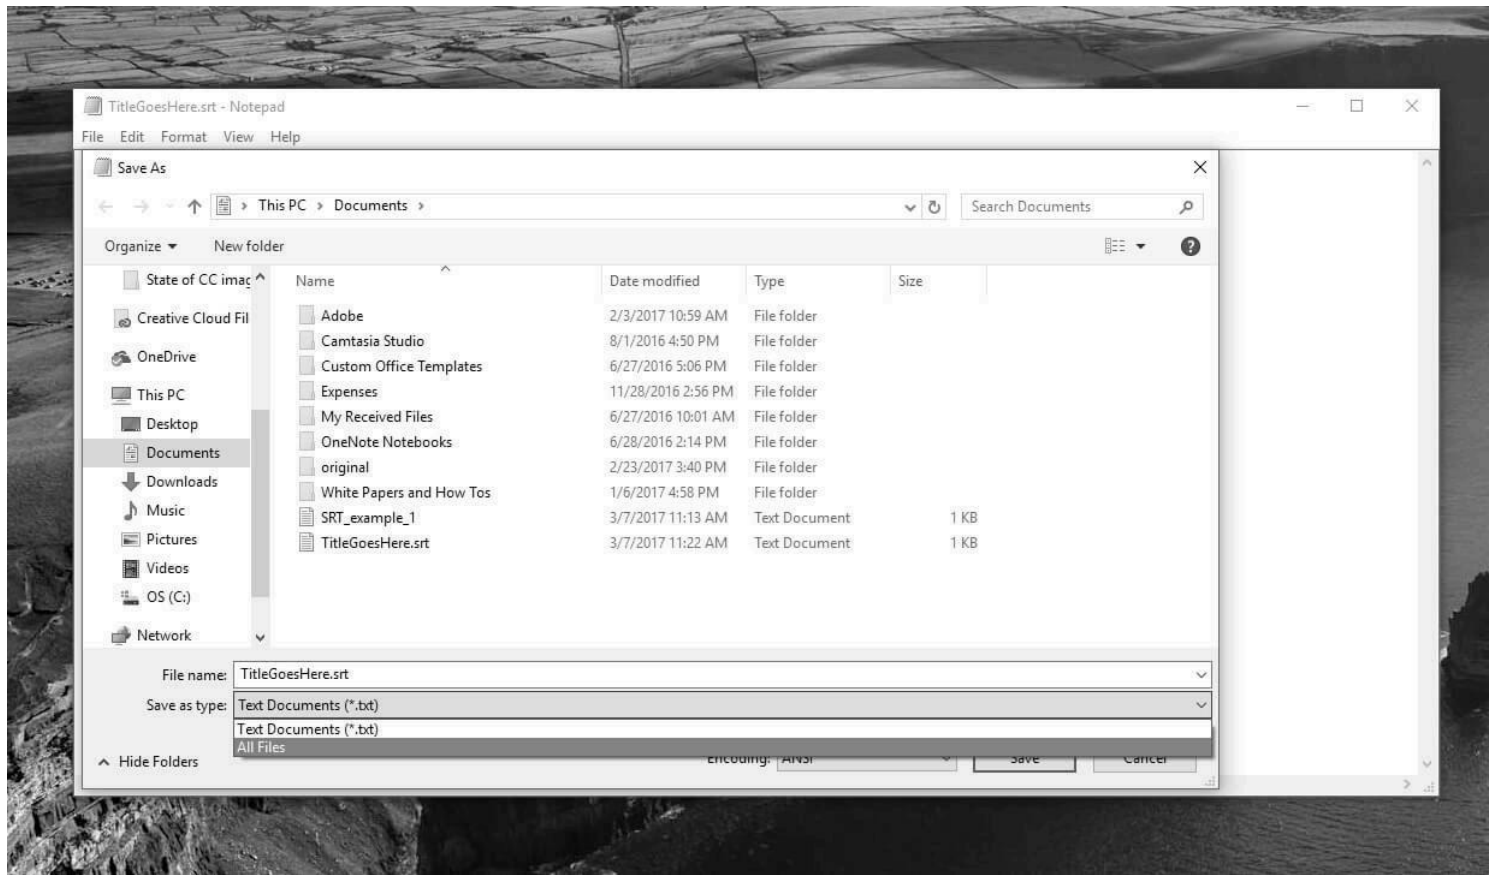 TitleGoesHere.srt - Notepad
File Edit Format View Help
Save As
This PC › Documents ›
Search Documents
Organize New folder
State of CC imag
Name Date modified Type Size
Creative Cloud Fil
OneDrive
This PC
Desktop
Documents
Downloads
Music
Pictures
Videos
OS (C:)
Network
Adobe 2/3/2017 10:59 AM File folder
Camtasia Studio 8/1/2016 4:50 PM File folder
Custom Office Templates 6/27/2016 5:06 PM File folder
Expenses 11/28/2016 2:56 PM File folder
My Received Files 6/27/2016 10:01 AM File folder
OneNote Notebooks 6/28/2016 2:14 PM File folder
original 2/23/2017 3:40 PM File folder
White Papers and How Tos 1/6/2017 4:58 PM File folder
SRT_example_1 3/7/2017 11:13 AM Text Document 1 KB
TitleGoesHere.srt 3/7/2017 11:22 AM Text Document 1 KB
File name: TitleGoesHere.srt
Save as type: Text Documents (*.txt)
Text Documents (*.txt)
All Files
Hide Folders Encoding: ANSI Save Cancel